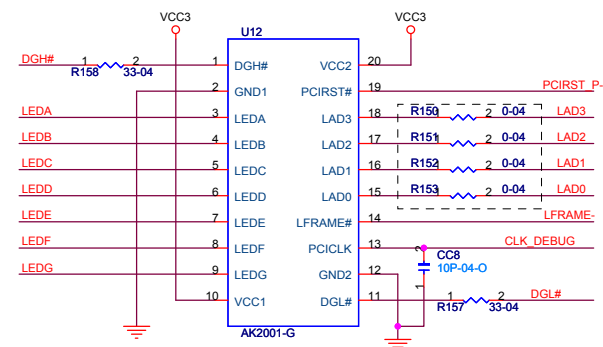 VCC3 VCC3
U12
DGH# 1 2 1 DGH# VCC2 20
R158 33-04
2 GND1 PCIRST# 19 PCIRST_P-
LEDA 3 LEDA LAD3 18 R150 1 2 0-04 LAD3
LEDB 4 LEDB LAD2 17 R151 1 2 0-04 LAD2
LEDC 5 LEDC LAD1 16 R152 1 2 0-04 LAD1
LEDD 6 LEDD LAD0 15 R153 1 2 0-04 LAD0
LEDE 7 LEDE LFRAME# 14 LFRAME-
LEDF 8 LEDF PCICLK 13 CLK_DEBUG
2 CC8
LEDG 9 LEDG GND2 12 10P-04-O
1
10 VCC1 DGL# 11 1 2 DGL#
R157 33-04
AK2001-G